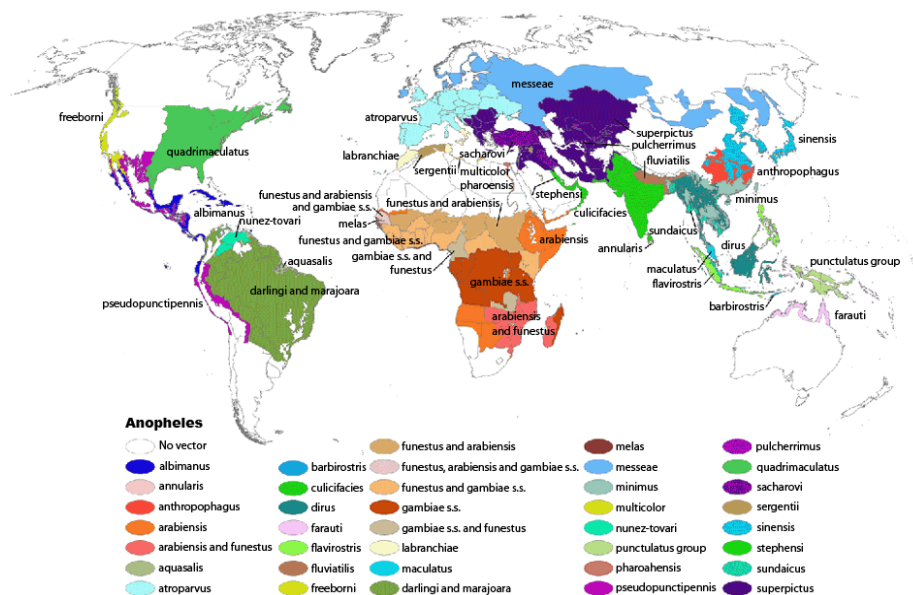 messeae
freeborni
atroparvus
quadrimaculatus
superpictus
pulcherrimus
sinensis
labranchiae
sacharovi
fluviatilis
sergentii
multicolor
anthropophagus
pharoensis
stephensi
minimus
funestus and arabiensis
and gambiae s.s.
funestus and arabiensis
culicifacies
albimanus
melas
nunez-tovari
sundaicus
funestus and gambiae s.s.
arabiensis
annularis
dirus
gambiae s.s. and
funestus
aquasalis
maculatus
punctulatus group
darlingi and marajoara
gambiae s.s.
flavirostris
pseudopunctipennis
barbirostris
arabiensis
and funestus
farauti
Anopheles
No vector
albimanus
annularis
anthropophagus
arabiensis
arabiensis and funestus
aquasalis
atroparvus
barbirostris
culicifacies
dirus
farauti
flavirostris
fluviatilis
freeborni
funestus and arabiensis
funestus, arabiensis and gambiae s.s.
funestus and gambiae s.s.
gambiae s.s.
gambiae s.s. and funestus
labranchiae
maculatus
darlingi and marajoara
melas
messeae
minimus
multicolor
nunez-tovari
punctulatus group
pharoahensis
pseudopunctipennis
pulcherrimus
quadrimaculatus
sacharovi
sergentii
sinensis
stephensi
sundaicus
superpictus